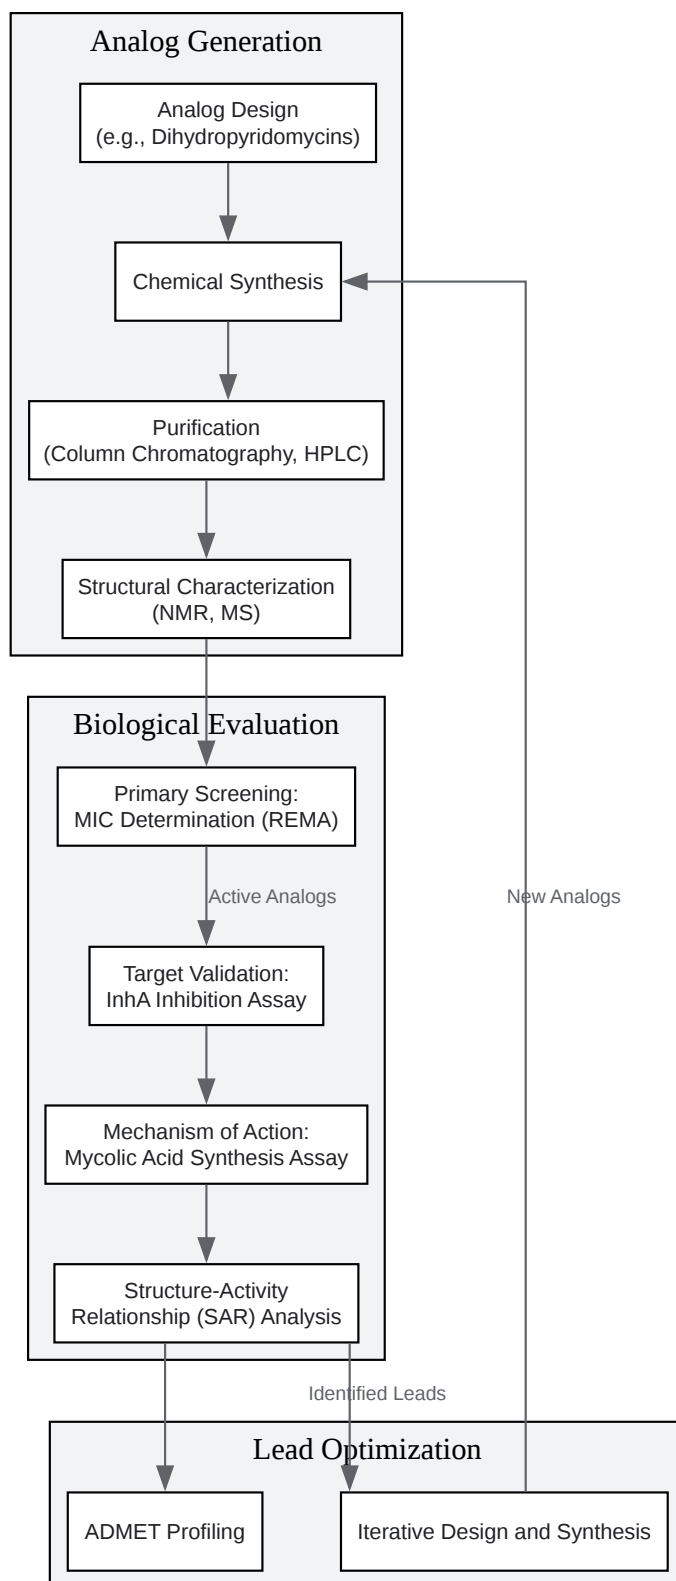 Analog Generation
Analog Design
(e.g., Dihydropyridomycins)
Chemical Synthesis
Purification
(Column Chromatography, HPLC)
Structural Characterization
(NMR, MS)
Biological Evaluation
Primary Screening:
MIC Determination (REMA)
Active Analogs
New Analogs
Target Validation:
InhA Inhibition Assay
Mechanism of Action:
Mycolic Acid Synthesis Assay
Structure-Activity
Relationship (SAR) Analysis
Identified Leads
Lead Optimization
ADMET Profiling
Iterative Design and Synthesis